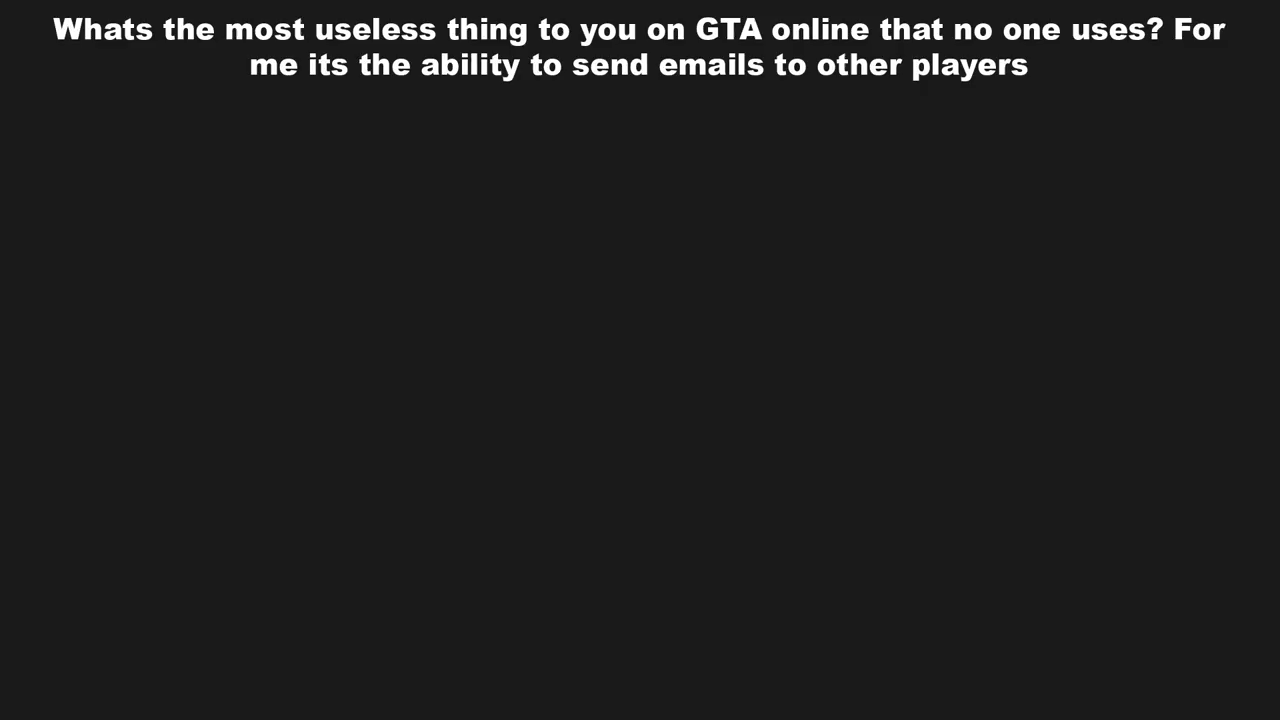 Whats the most useless thing to you on GTA online that no one uses? For
me its the ability to send emails to other players